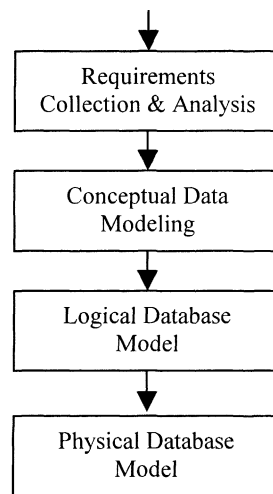 Requirements
Collection & Analysis
Conceptual Data
Modeling
Logical Database
Model
Physical Database
Model